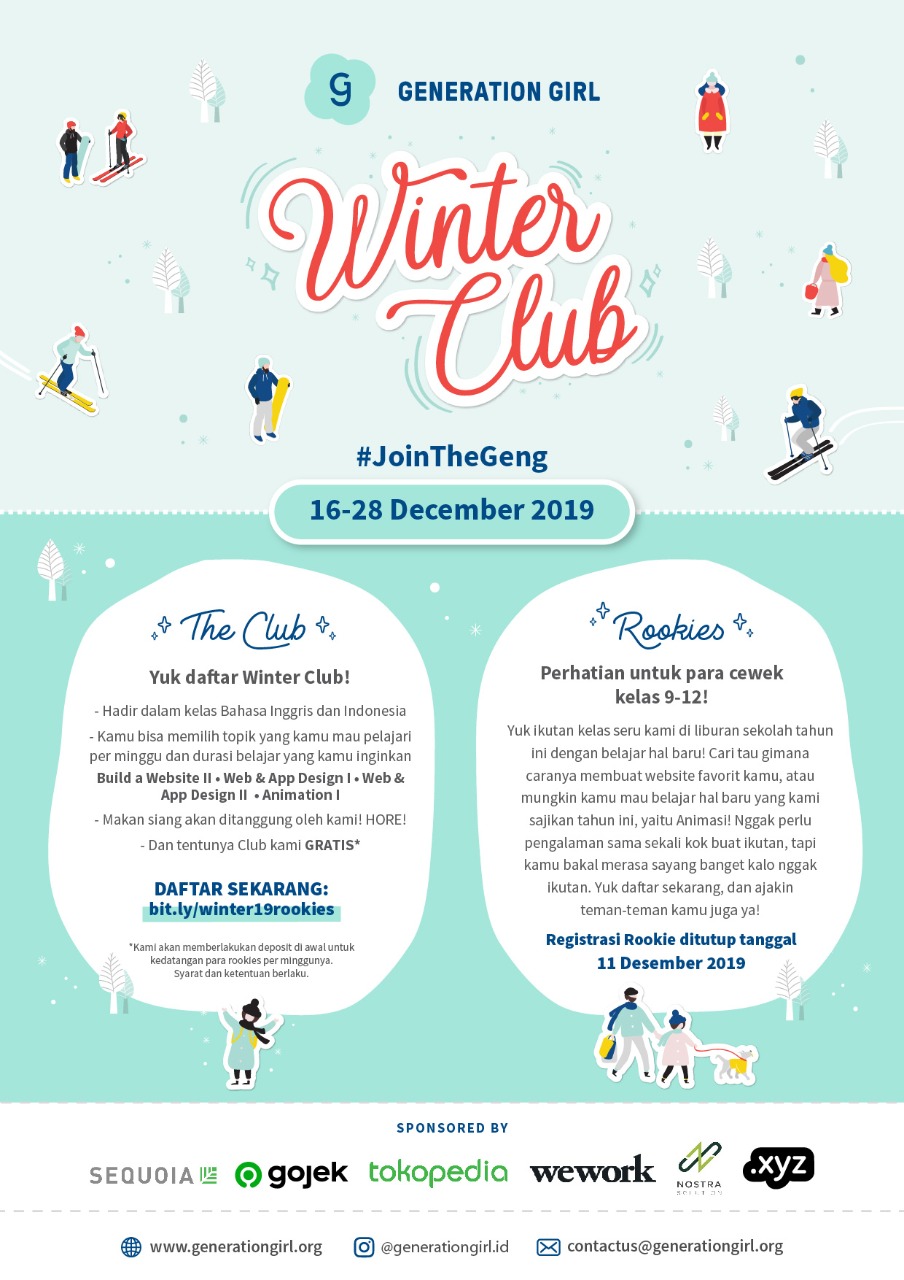 g GENERATION GIRL
Winter
Club
#JoinTheGeng
16-28 December 2019
The Club
Yuk daftar Winter Club!
- Hadir dalam kelas Bahasa Inggris dan Indonesia
- Kamu bisa memilih topik yang kamu mau pelajari
per minggu dan durasi belajar yang kamu inginkan
Build a Website II • Web & App Design I • Web &
App Design II • Animation I
- Makan siang akan ditanggung oleh kami! HORE!
- Dan tentunya Club kami GRATIS*
DAFTAR SEKARANG:
bit.ly/winter19rookies
*Kami akan memberlakukan deposit di awal untuk
kedatangan para rookies per minggunya.
Syarat dan ketentuan berlaku.
Rookies
Perhatian untuk para cewek
kelas 9-12!
Yuk ikutan kelas seru kami di liburan sekolah tahun
ini dengan belajar hal baru! Cari tau gimana
caranya membuat website favorit kamu, atau
mungkin kamu mau belajar hal baru yang kami
sajikan tahun ini, yaitu Animasi! Nggak perlu
pengalaman sama sekali kok buat ikutan, tapi
kamu bakal merasa sayang banget kalo nggak
ikutan. Yuk daftar sekarang, dan ajakin
teman-teman kamu juga ya!
Registrasi Rookie ditutup tanggal
11 Desember 2019
SPONSORED BY
SEQUOIA gojek tokopedia wework NOSTRA SOLUTION .xyz
www.generationgirl.org @generationgirl.id contactus@generationgirl.org